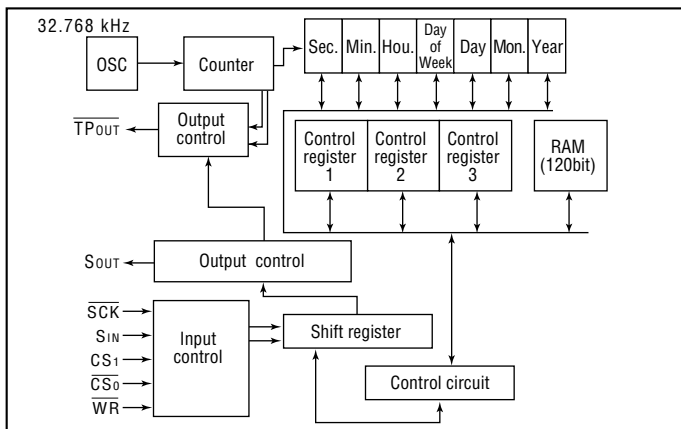 32.768 kHz
OSC
Counter
Sec.
Min.
Hou.
Day
of
Week
Day
Mon.
Year
TPOUT
Output
control
Control
register
1
Control
register
2
Control
register
3
RAM
(120bit)
SOUT
Output control
SCK
SIN
CS1
CS0
WR
Input
control
Shift register
Control circuit